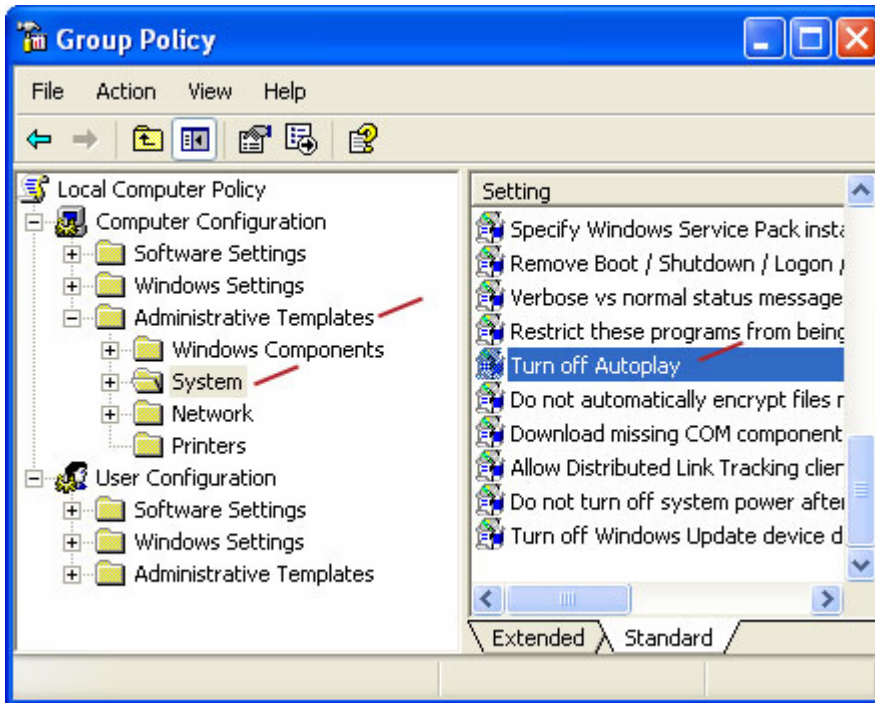 Group Policy
File Action View Help
Local Computer Policy
Computer Configuration
Software Settings
Windows Settings
Administrative Templates
Windows Components
System
Network
Printers
User Configuration
Software Settings
Windows Settings
Administrative Templates
Setting
Specify Windows Service Pack insta
Remove Boot / Shutdown / Logon /
Verbose vs normal status message
Restrict these programs from being
Turn off Autoplay
Do not automatically encrypt files
Download missing COM component
Allow Distributed Link Tracking clien
Do not turn off system power after
Turn off Windows Update device d
Extended Standard